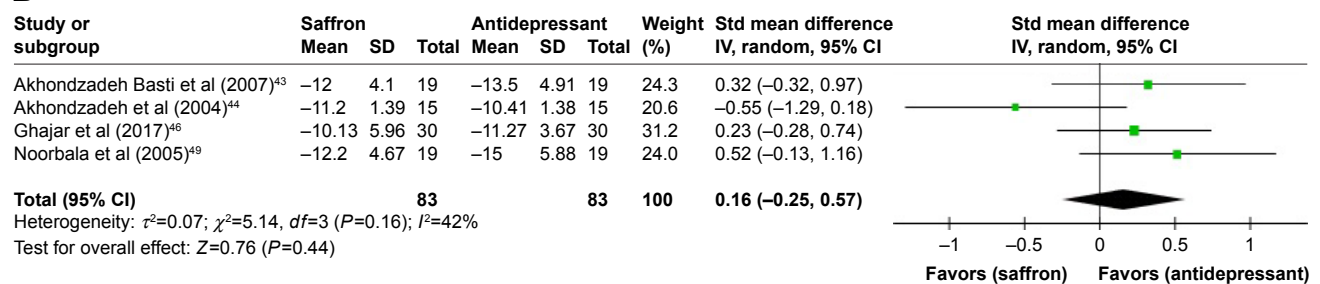 Study or subgroup Saffron Antidepressant Weight Std mean difference Std mean difference
Mean SD Total Mean SD Total (%) IV, random, 95% CI IV, random, 95% CI
Akhondzadeh Basti et al (2007)⁴³ –12 4.1 19 –13.5 4.91 19 24.3 0.32 (–0.32, 0.97)
Akhondzadeh et al (2004)⁴⁴ –11.2 1.39 15 –10.41 1.38 15 20.6 –0.55 (–1.29, 0.18)
Ghajar et al (2017)⁴⁶ –10.13 5.96 30 –11.27 3.67 30 31.2 0.23 (–0.28, 0.74)
Noorbala et al (2005)⁴⁹ –12.2 4.67 19 –15 5.88 19 24.0 0.52 (–0.13, 1.16)
Total (95% CI) 83 83 100 0.16 (–0.25, 0.57)
Heterogeneity: τ²=0.07; χ²=5.14, df=3 (P=0.16); I²=42%
Test for overall effect: Z=0.76 (P=0.44)
–1 –0.5 0 0.5 1
Favors (saffron) Favors (antidepressant)